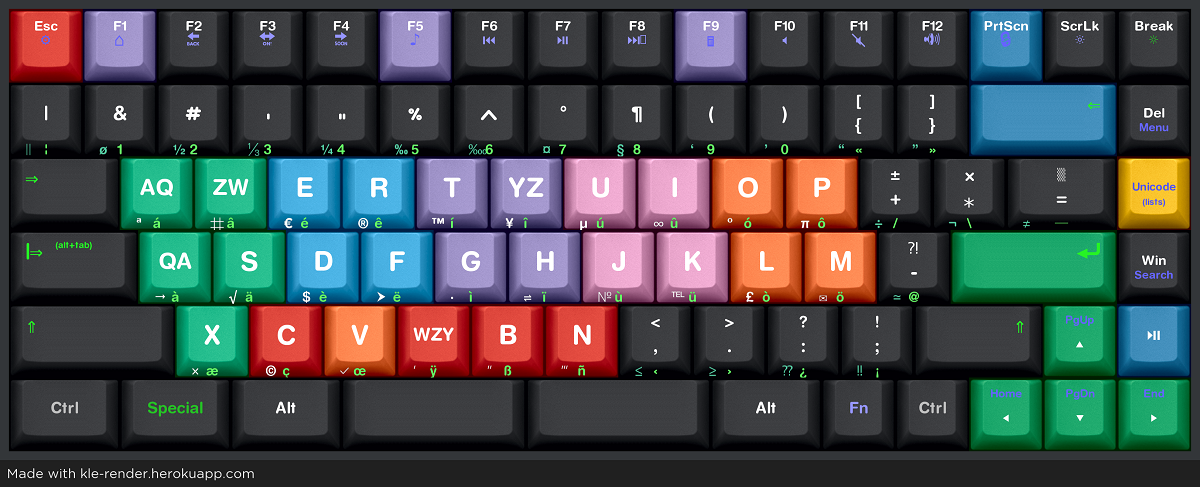 Esc F1 F2 F3 F4 F5 F6 F7 F8 F9 F10 F11 F12 PrtScn ScrLk Break
BACK OH! SOON
| & # ' " % ^ ° ¶ ( ) [ ] ⇐ Del
{ } Menu
‖ ¦ ø 1 ½ 2 ⅓ 3 ¼ 4 ‰ 5 ‱ 6 ¤ 7 § 8 ‘ 9 ’ 0 “ « ” »
⇒ AQ ZW E R T YZ U I O P ± × ▒ Unicode
+ * = (lists)
ª á ⌗ â € é ® ê ™ í ¥ î µ ú ∞ û º ó π ô ÷ / ¬ \ ≠ —
|⇒ (alt+tab) QA S D F G H J K L M ?! Win
- Search
→ à √ ä $ è ➤ ë · ì ⇌ ï № ù ℡ ü £ ò ✉ ö ≃ @
⇑ X C V WZY B N < > ? ! ⇑ PgUp
, . : ;
× æ © ç ✓ œ ′ ÿ ″ ß ‴ ñ ≤ ‹ ≥ › ⁇ ¿ ‼ ¡
Ctrl Special Alt Alt Fn Ctrl Home PgDn End
Made with kle-render.herokuapp.com